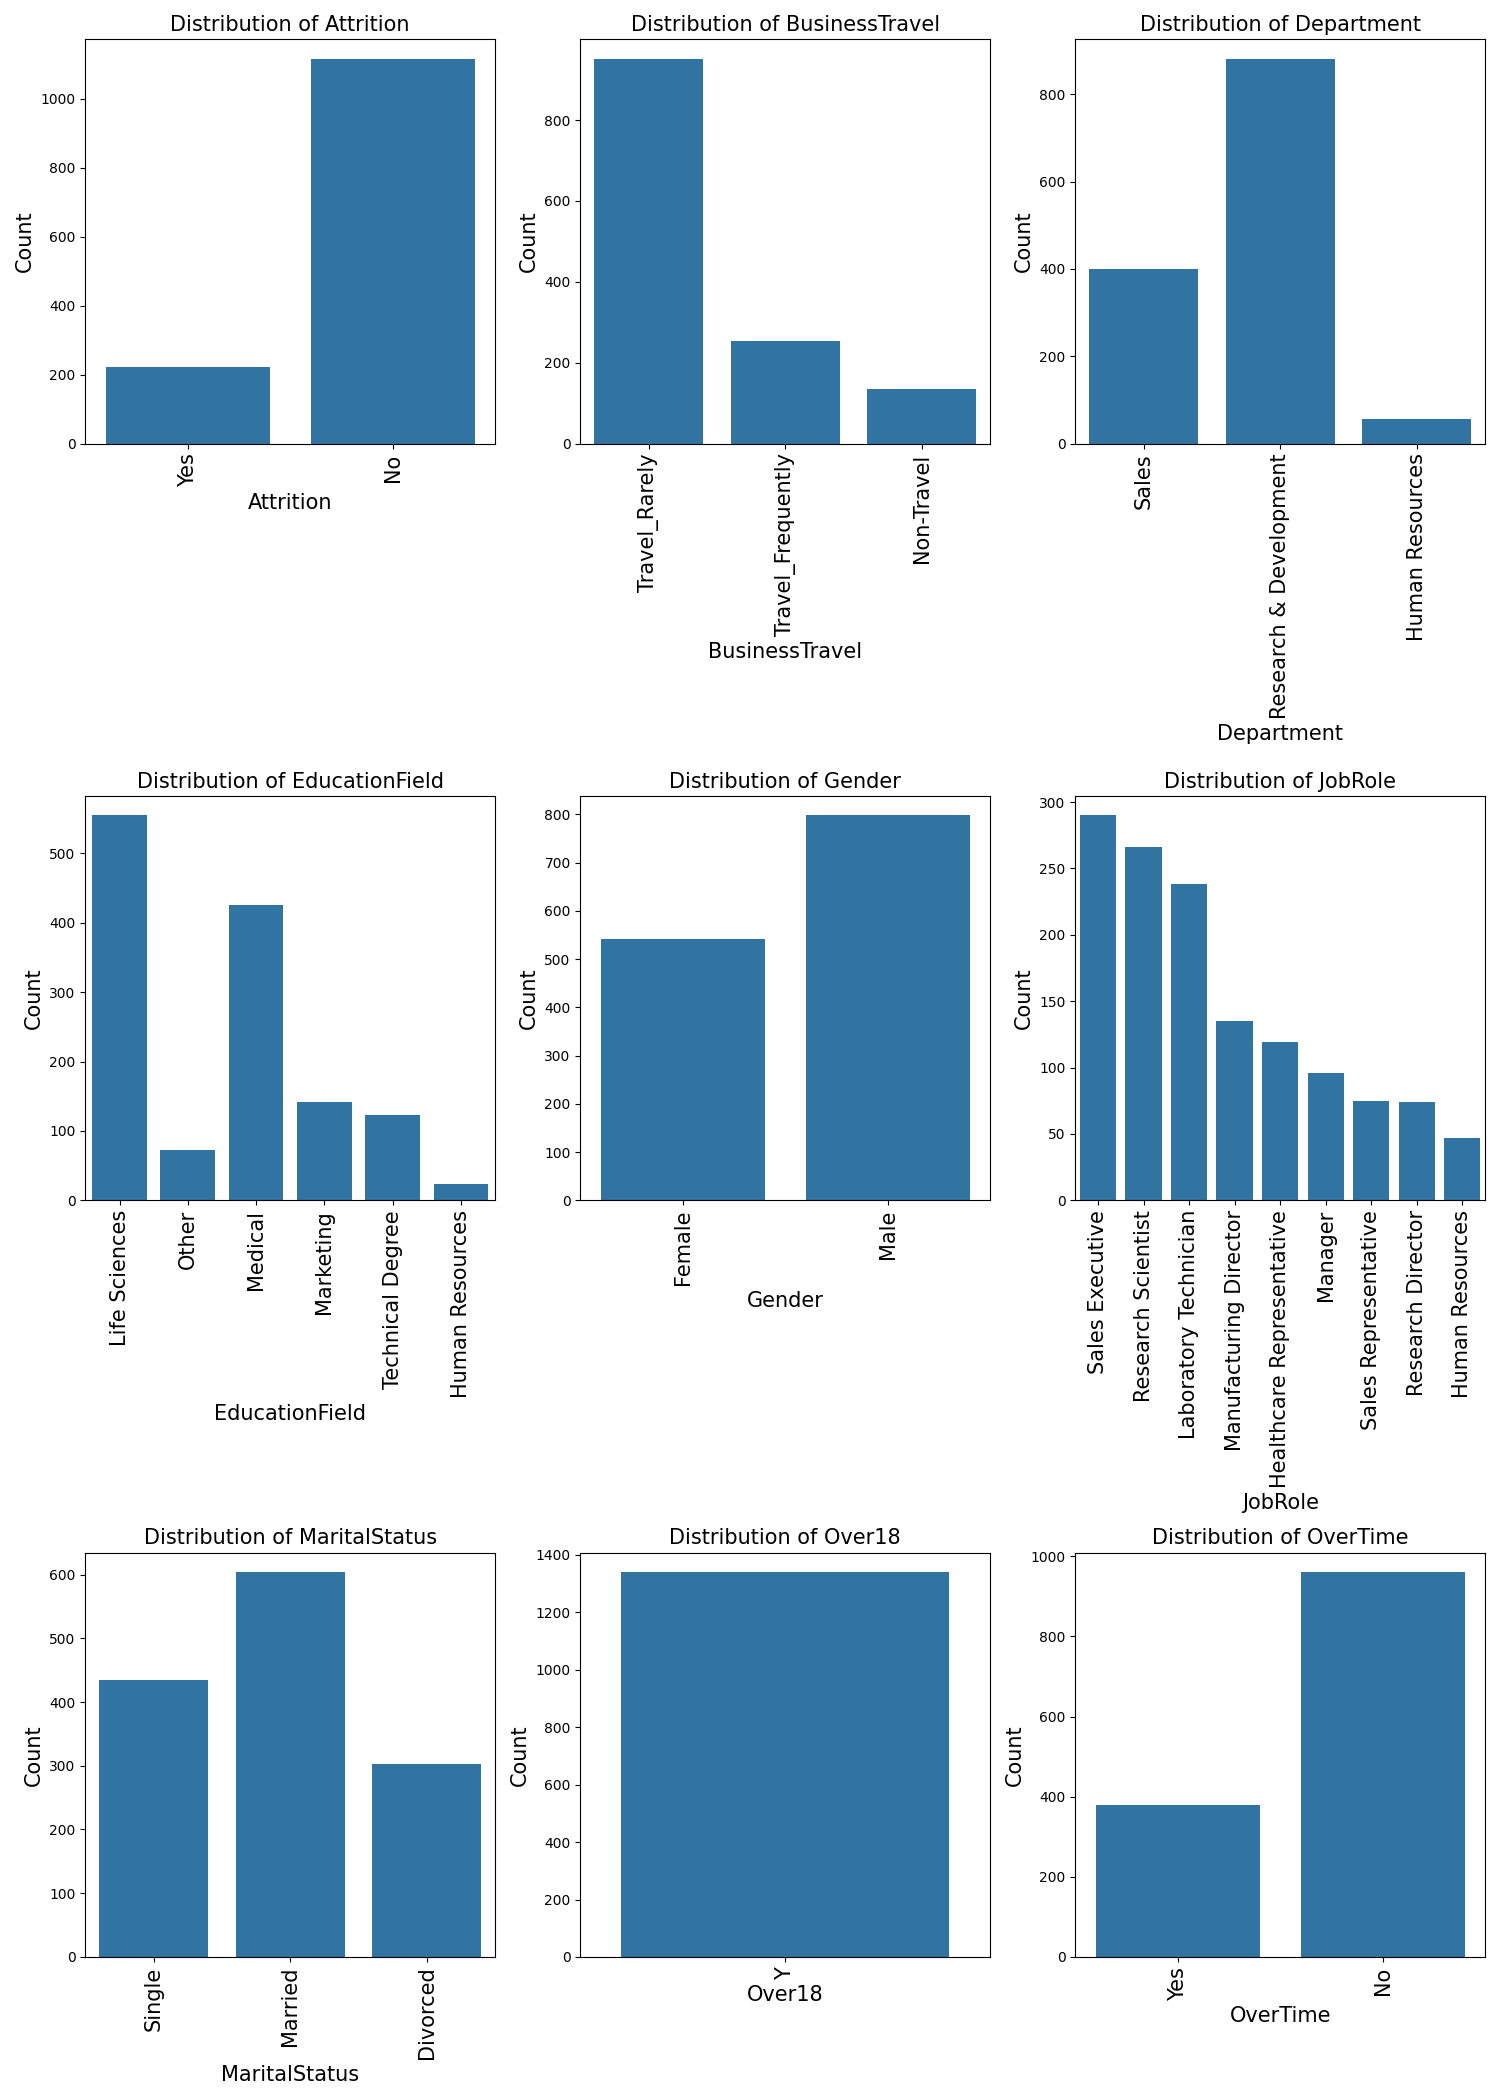 Distribution of Attrition
Count
1000
800
600
400
200
0
Yes
No
Attrition
Distribution of BusinessTravel
Count
800
600
400
200
0
Travel_Rarely
Travel_Frequently
Non-Travel
BusinessTravel
Distribution of Department
Count
800
600
400
200
0
Sales
Research & Development
Human Resources
Department
Distribution of EducationField
Count
500
400
300
200
100
0
Life Sciences
Other
Medical
Marketing
Technical Degree
Human Resources
EducationField
Distribution of Gender
Count
800
700
600
500
400
300
200
100
0
Female
Male
Gender
Distribution of JobRole
Count
300
250
200
150
100
50
0
Sales Executive
Research Scientist
Laboratory Technician
Manufacturing Director
Healthcare Representative
Manager
Sales Representative
Research Director
Human Resources
JobRole
Distribution of MaritalStatus
Count
600
500
400
300
200
100
0
Single
Married
Divorced
MaritalStatus
Distribution of Over18
Count
1400
1200
1000
800
600
400
200
0
Y
Over18
Distribution of OverTime
Count
1000
800
600
400
200
0
Yes
No
OverTime